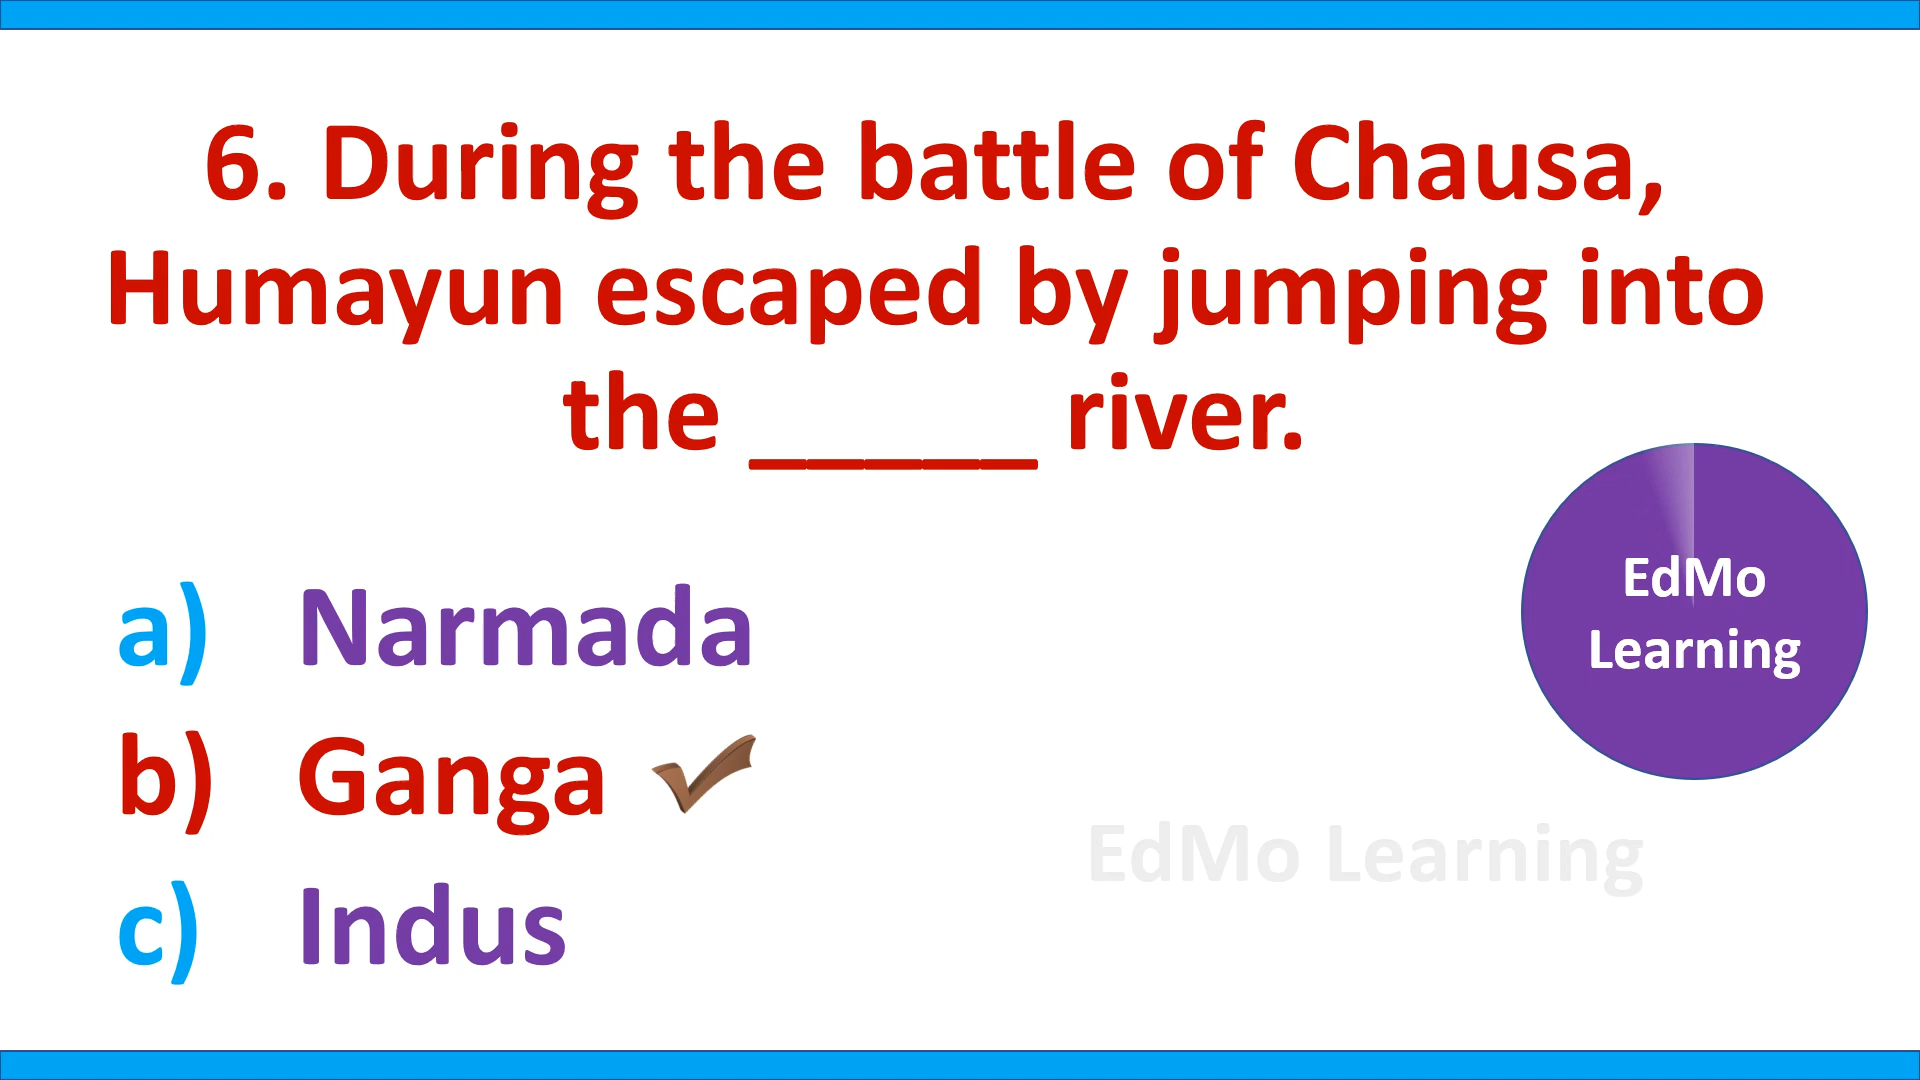 6. During the battle of Chausa,
Humayun escaped by jumping into
the _____ river.
a) Narmada
b) Ganga
c) Indus
EdMo
Learning
EdMo Learning